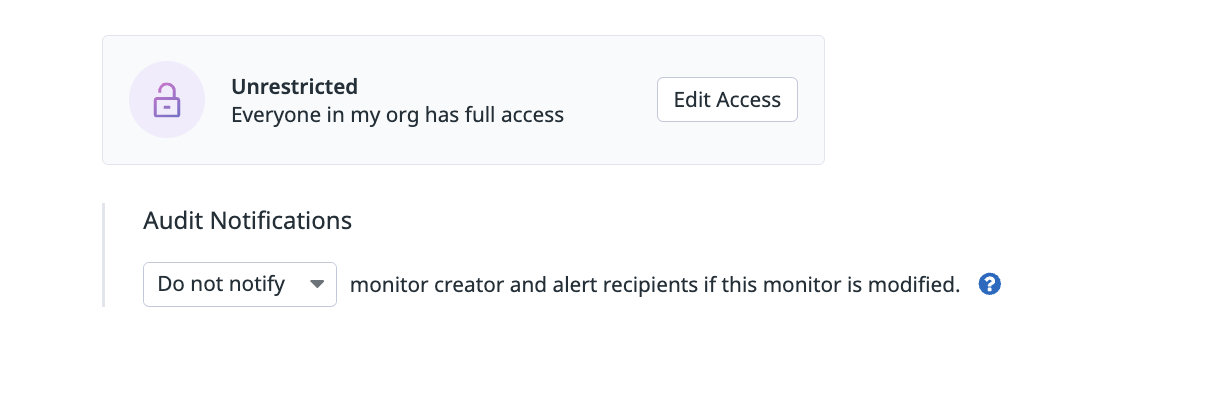 Unrestricted
Everyone in my org has full access
Edit Access
Audit Notifications
Do not notify monitor creator and alert recipients if this monitor is modified. ?